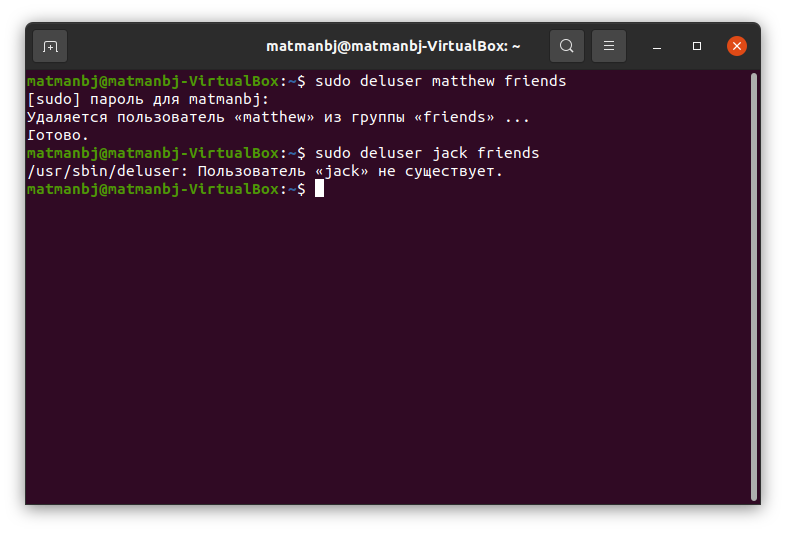 matmanbj@matmanbj-VirtualBox: ~
matmanbj@matmanbj-VirtualBox:~$ sudo deluser matthew friends
[sudo] пароль для matmanbj:
Удаляется пользователь «matthew» из группы «friends» ...
Готово.
matmanbj@matmanbj-VirtualBox:~$ sudo deluser jack friends
/usr/sbin/deluser: Пользователь «jack» не существует.
matmanbj@matmanbj-VirtualBox:~$